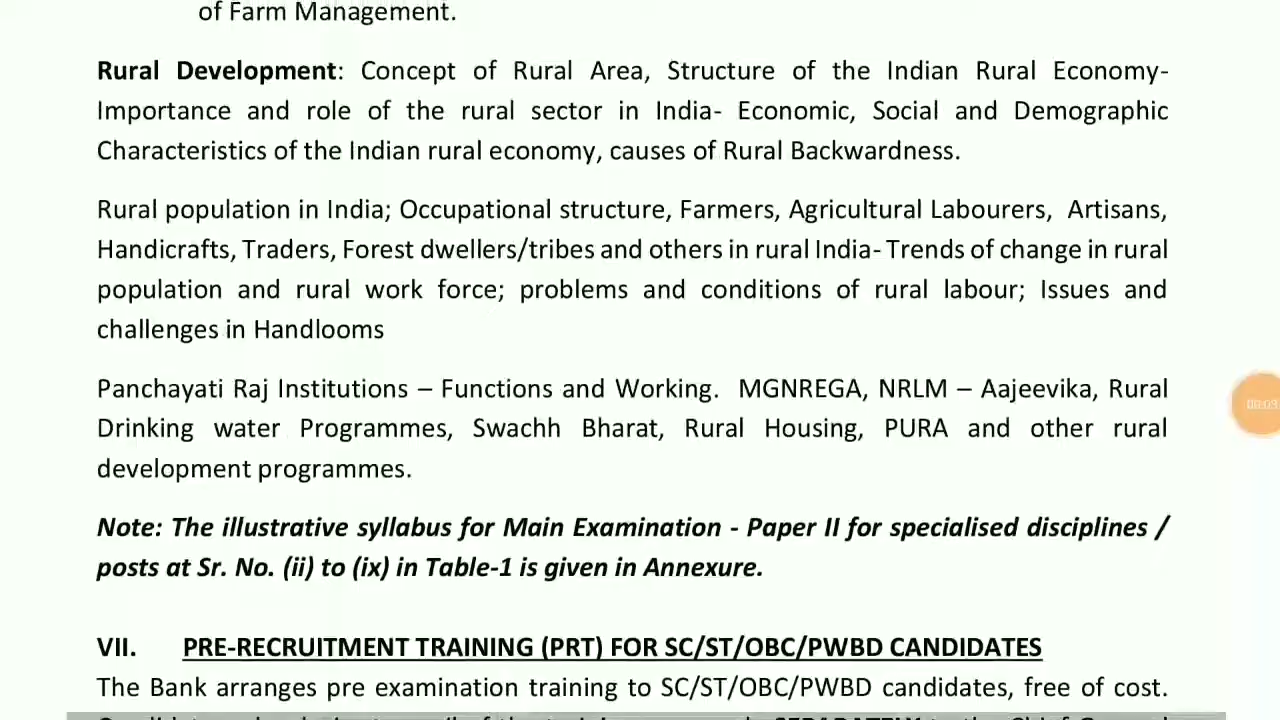 of Farm Management.
Rural Development: Concept of Rural Area, Structure of the Indian Rural Economy-
Importance and role of the rural sector in India- Economic, Social and Demographic
Characteristics of the Indian rural economy, causes of Rural Backwardness.
Rural population in India; Occupational structure, Farmers, Agricultural Labourers, Artisans,
Handicrafts, Traders, Forest dwellers/tribes and others in rural India- Trends of change in rural
population and rural work force; problems and conditions of rural labour; Issues and
challenges in Handlooms
Panchayati Raj Institutions – Functions and Working. MGNREGA, NRLM – Aajeevika, Rural
Drinking water Programmes, Swachh Bharat, Rural Housing, PURA and other rural
development programmes.
Note: The illustrative syllabus for Main Examination - Paper II for specialised disciplines /
posts at Sr. No. (ii) to (ix) in Table-1 is given in Annexure.
VII. PRE-RECRUITMENT TRAINING (PRT) FOR SC/ST/OBC/PWBD CANDIDATES
The Bank arranges pre examination training to SC/ST/OBC/PWBD candidates, free of cost.